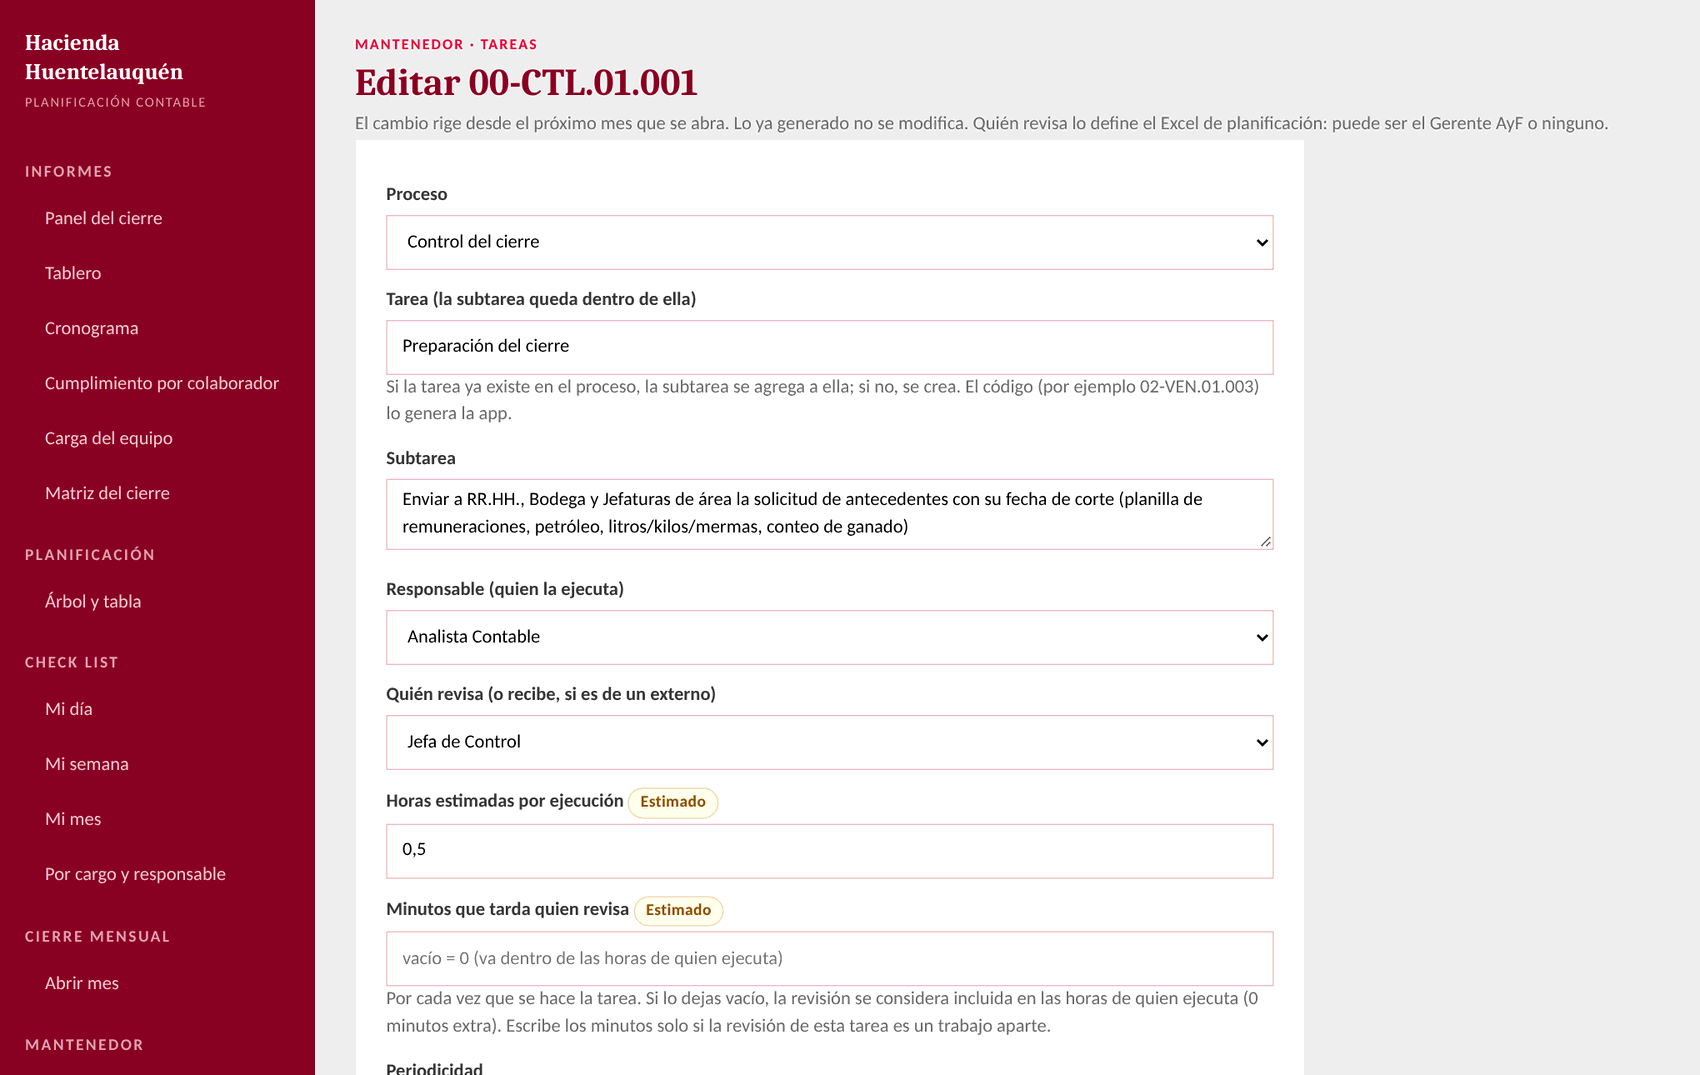 Hacienda
Huentelauquén
PLANIFICACIÓN CONTABLE
INFORMES
Panel del cierre
Tablero
Cronograma
Cumplimiento por colaborador
Carga del equipo
Matriz del cierre
PLANIFICACIÓN
Árbol y tabla
CHECK LIST
Mi día
Mi semana
Mi mes
Por cargo y responsable
CIERRE MENSUAL
Abrir mes
MANTENEDOR
MANTENEDOR · TAREAS
Editar 00-CTL.01.001
El cambio rige desde el próximo mes que se abra. Lo ya generado no se modifica. Quién revisa lo define el Excel de planificación: puede ser el Gerente AyF o ninguno.
Proceso
Control del cierre
Tarea (la subtarea queda dentro de ella)
Preparación del cierre
Si la tarea ya existe en el proceso, la subtarea se agrega a ella; si no, se crea. El código (por ejemplo 02-VEN.01.003)
lo genera la app.
Subtarea
Enviar a RR.HH., Bodega y Jefaturas de área la solicitud de antecedentes con su fecha de corte (planilla de
remuneraciones, petróleo, litros/kilos/mermas, conteo de ganado)
Responsable (quien la ejecuta)
Analista Contable
Quién revisa (o recibe, si es de un externo)
Jefa de Control
Horas estimadas por ejecución Estimado
0,5
Minutos que tarda quien revisa Estimado
vacío = 0 (va dentro de las horas de quien ejecuta)
Por cada vez que se hace la tarea. Si lo dejas vacío, la revisión se considera incluida en las horas de quien ejecuta (0
minutos extra). Escribe los minutos solo si la revisión de esta tarea es un trabajo aparte.
Periodicidad